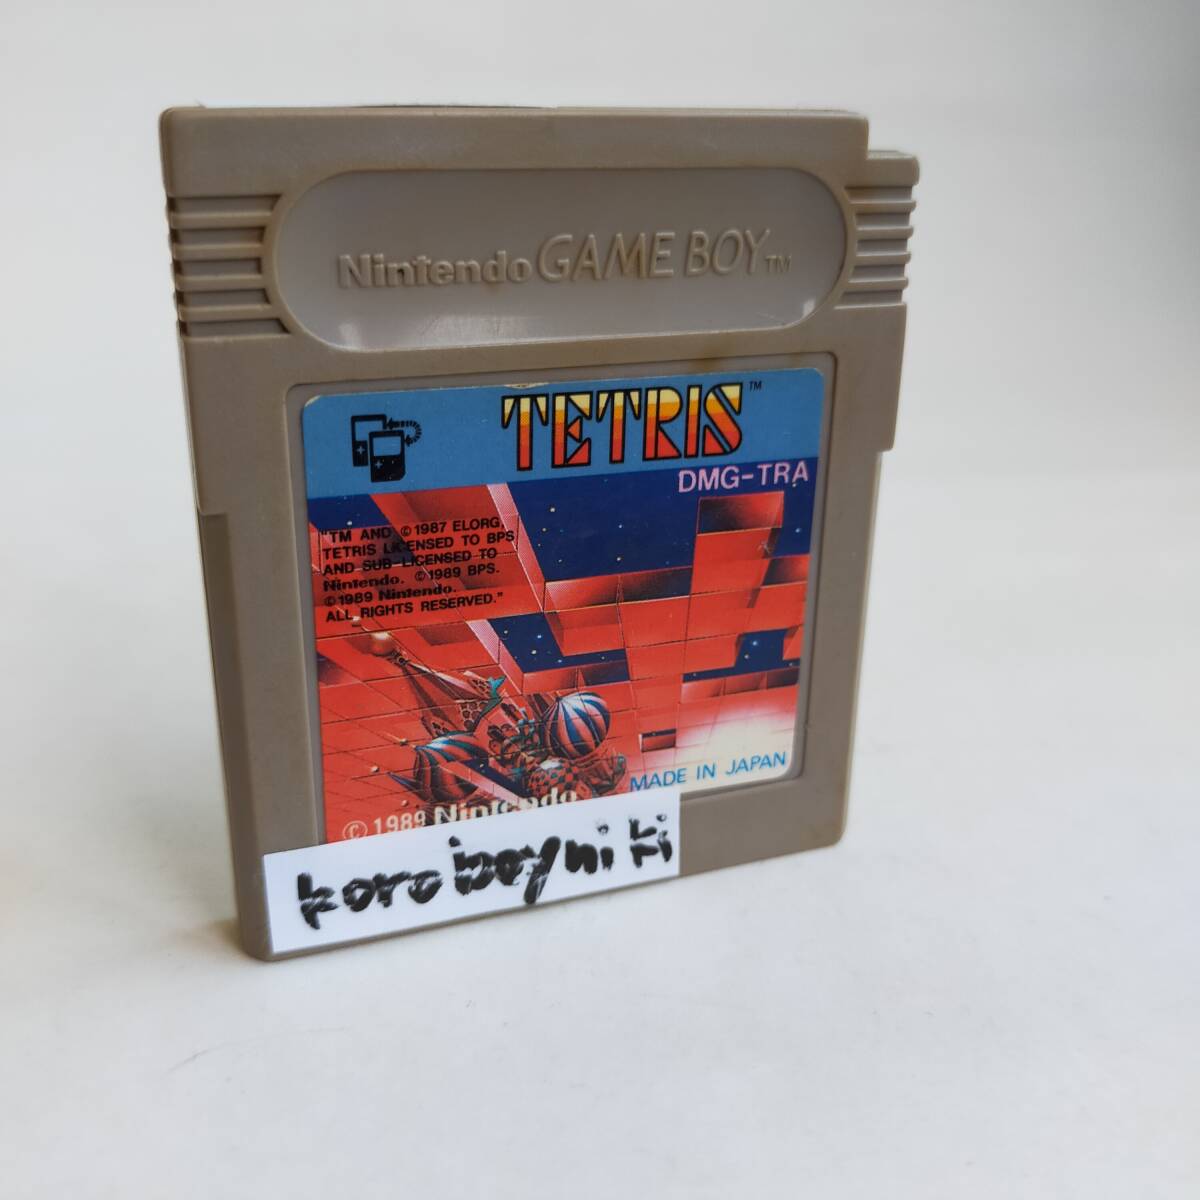 Nintendo GAME BOY™
TETRIS™
DMG-TRA
"TM AND ©1987 ELORG,
TETRIS LICENSED TO BPS
AND SUB-LICENSED TO
Nintendo. ©1989 BPS.
©1989 Nintendo.
ALL RIGHTS RESERVED."
MADE IN JAPAN
© 1989 Nintendo
koroboyniki